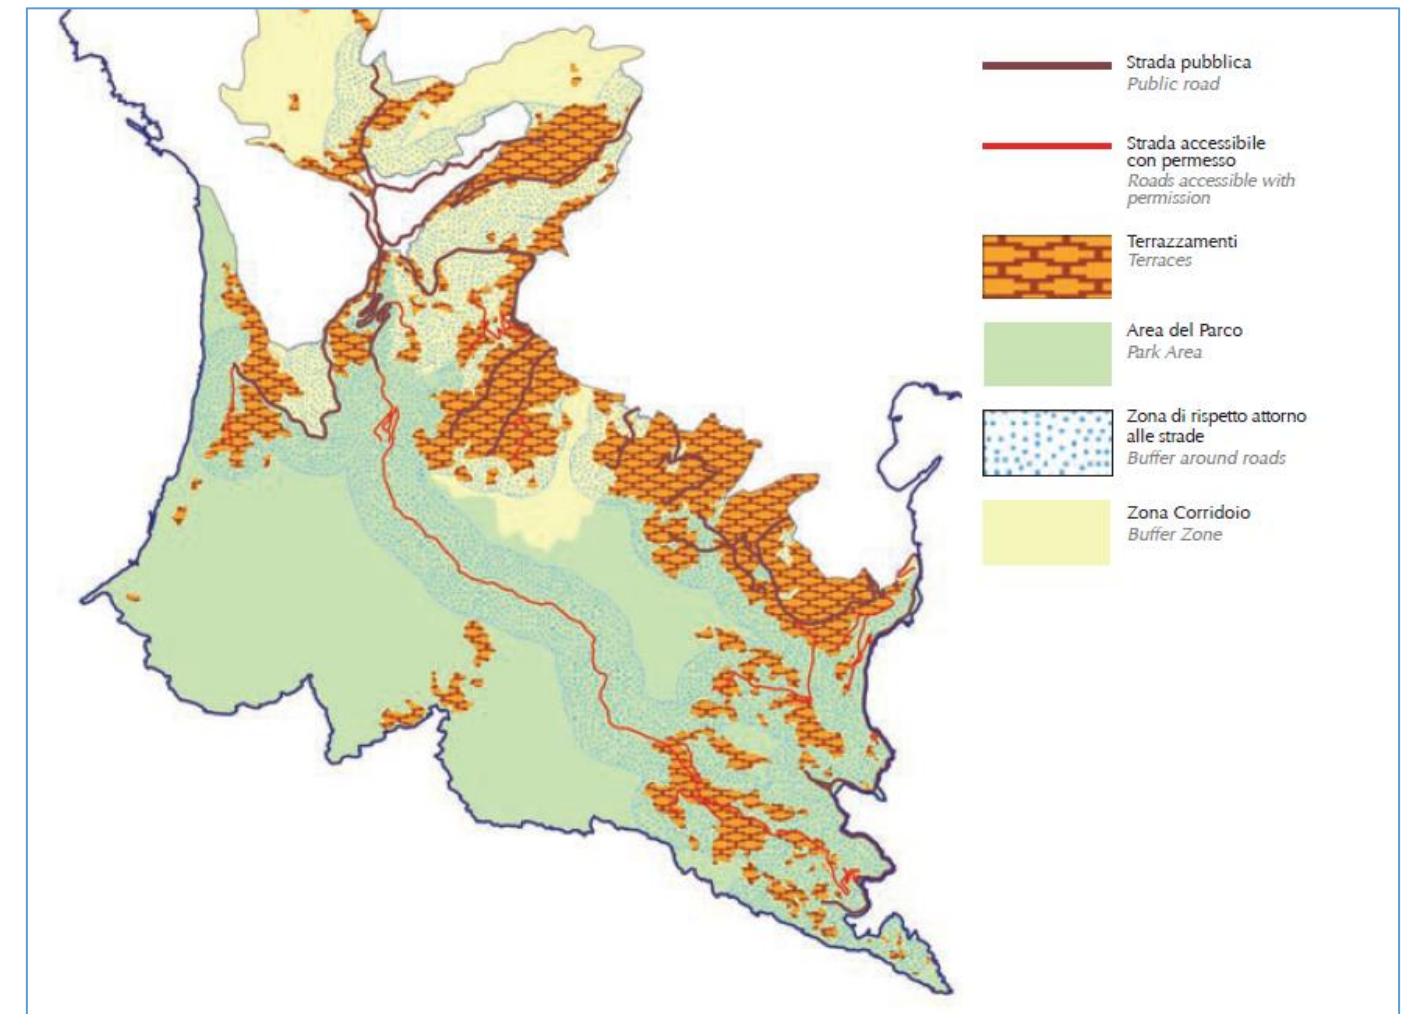 Strada pubblica
Public road
Strada accessibile
con permesso
Roads accessible with
permission
Terrazzamenti
Terraces
Area del Parco
Park Area
Zona di rispetto attorno
alle strade
Buffer around roads
Zona Corridoio
Buffer Zone